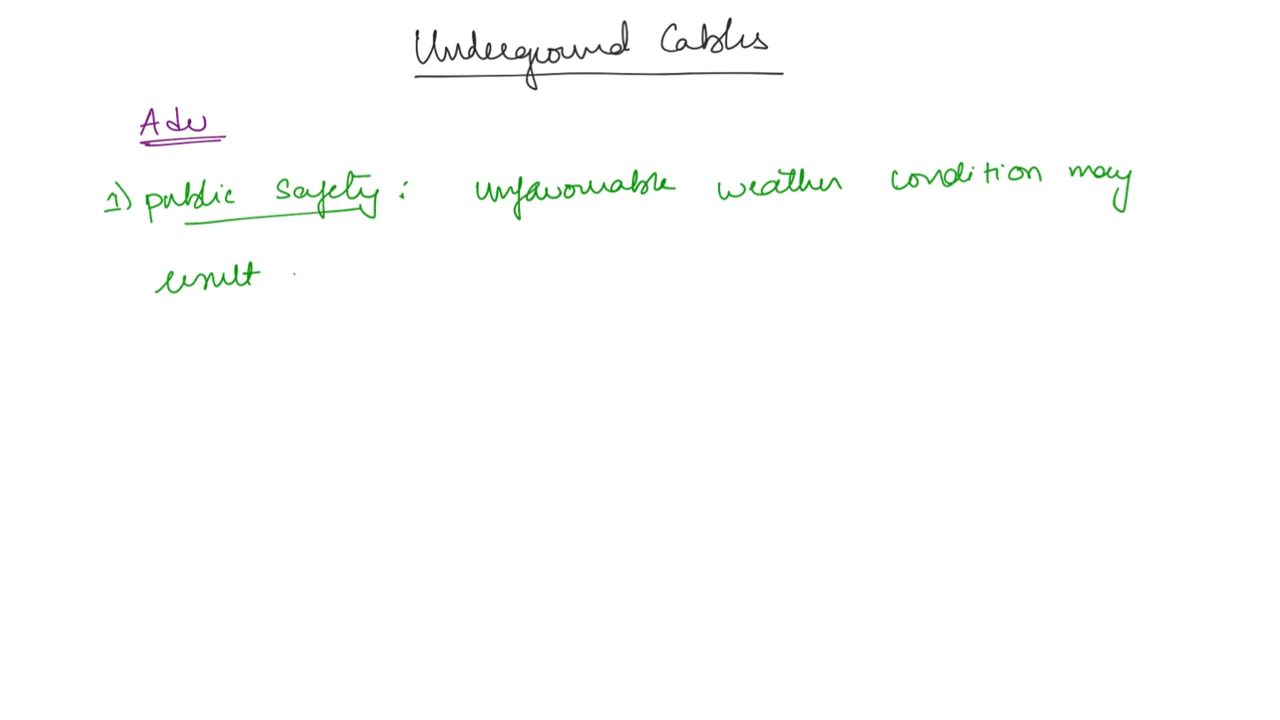 Underground Cables
Adv
1) public safety : unfavourable weather condition may
result